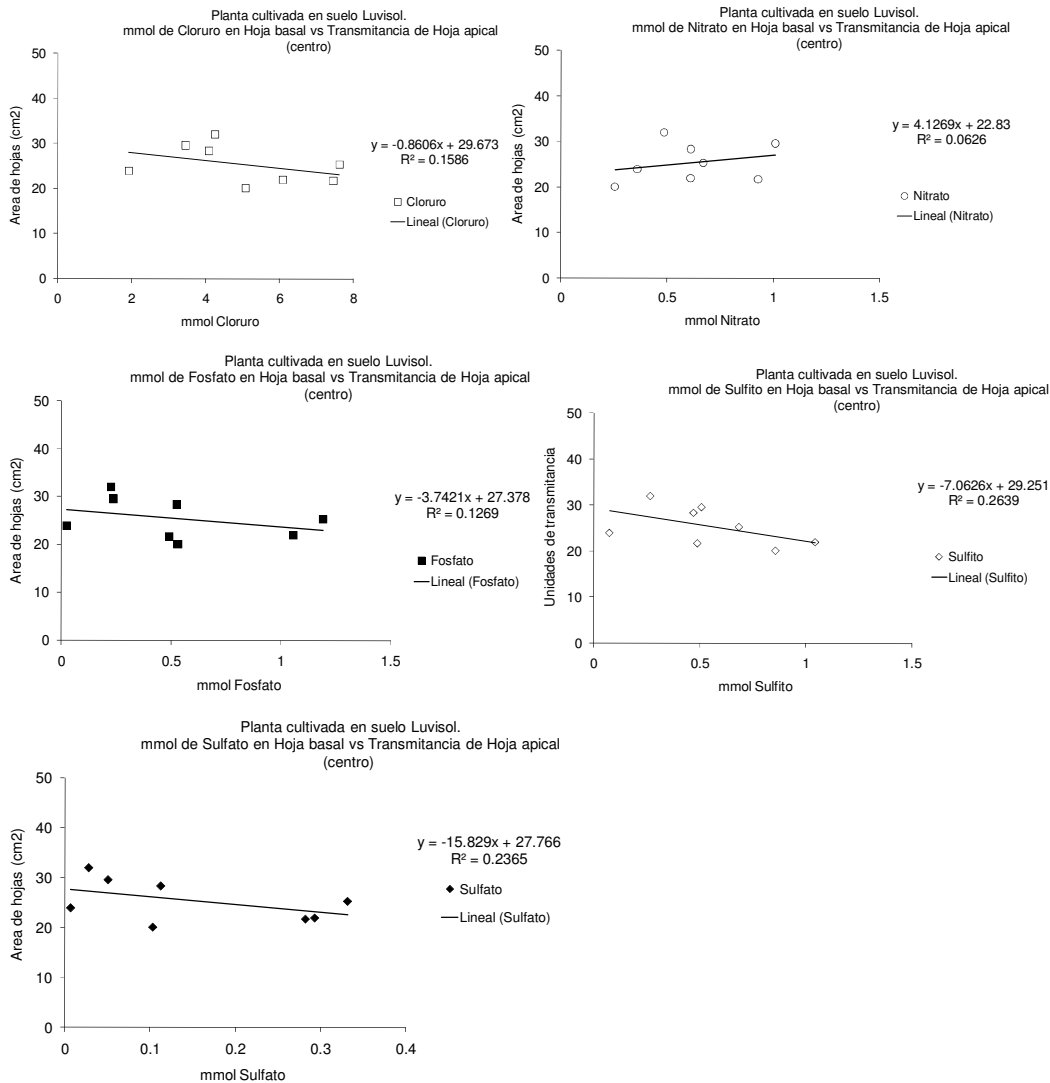 Planta cultivada en suelo Luvisol.
mmol de Cloruro en Hoja basal vs Transmitancia de Hoja apical
(centro)
50
40
30
20
10
0
Area de hojas (cm2)
0
2
4
6
8
mmol Cloruro
y = -0.8606x + 29.673
R² = 0.1586
Cloruro
Lineal (Cloruro)
Planta cultivada en suelo Luvisol.
mmol de Nitrato en Hoja basal vs Transmitancia de Hoja apical
(centro)
50
40
30
20
10
0
Area de hojas (cm2)
0
0.5
1
1.5
mmol Nitrato
y = 4.1269x + 22.83
R² = 0.0626
Nitrato
Lineal (Nitrato)
Planta cultivada en suelo Luvisol.
mmol de Fosfato en Hoja basal vs Transmitancia de Hoja apical
(centro)
50
40
30
20
10
0
Area de hojas (cm2)
0
0.5
1
1.5
mmol Fosfato
y = -3.7421x + 27.378
R² = 0.1269
Fosfato
Lineal (Fosfato)
Planta cultivada en suelo Luvisol.
mmol de Sulfito en Hoja basal vs Transmitancia de Hoja apical
(centro)
50
40
30
20
10
0
Unidades de transmitancia
0
0.5
1
1.5
mmol Sulfito
y = -7.0626x + 29.251
R² = 0.2639
Sulfito
Lineal (Sulfito)
Planta cultivada en suelo Luvisol.
mmol de Sulfato en Hoja basal vs Transmitancia de Hoja apical
(centro)
50
40
30
20
10
0
Area de hojas (cm2)
0
0.1
0.2
0.3
0.4
mmol Sulfato
y = -15.829x + 27.766
R² = 0.2365
Sulfato
Lineal (Sulfato)